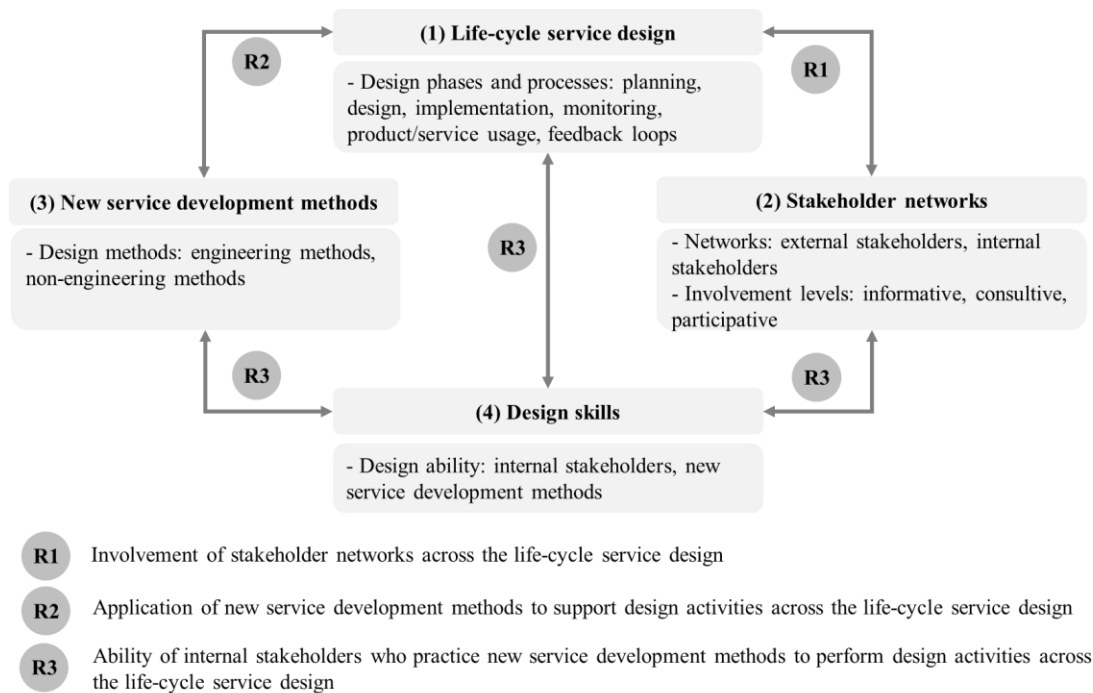 (1) Life-cycle service design
R2
R1
- Design phases and processes: planning,
design, implementation, monitoring,
product/service usage, feedback loops
(3) New service development methods
(2) Stakeholder networks
- Design methods: engineering methods,
non-engineering methods
R3
- Networks: external stakeholders, internal
stakeholders
- Involvement levels: informative, consultive,
participative
R3
R3
(4) Design skills
- Design ability: internal stakeholders, new
service development methods
R1 Involvement of stakeholder networks across the life-cycle service design
R2 Application of new service development methods to support design activities across the life-cycle service design
R3 Ability of internal stakeholders who practice new service development methods to perform design activities across
the life-cycle service design